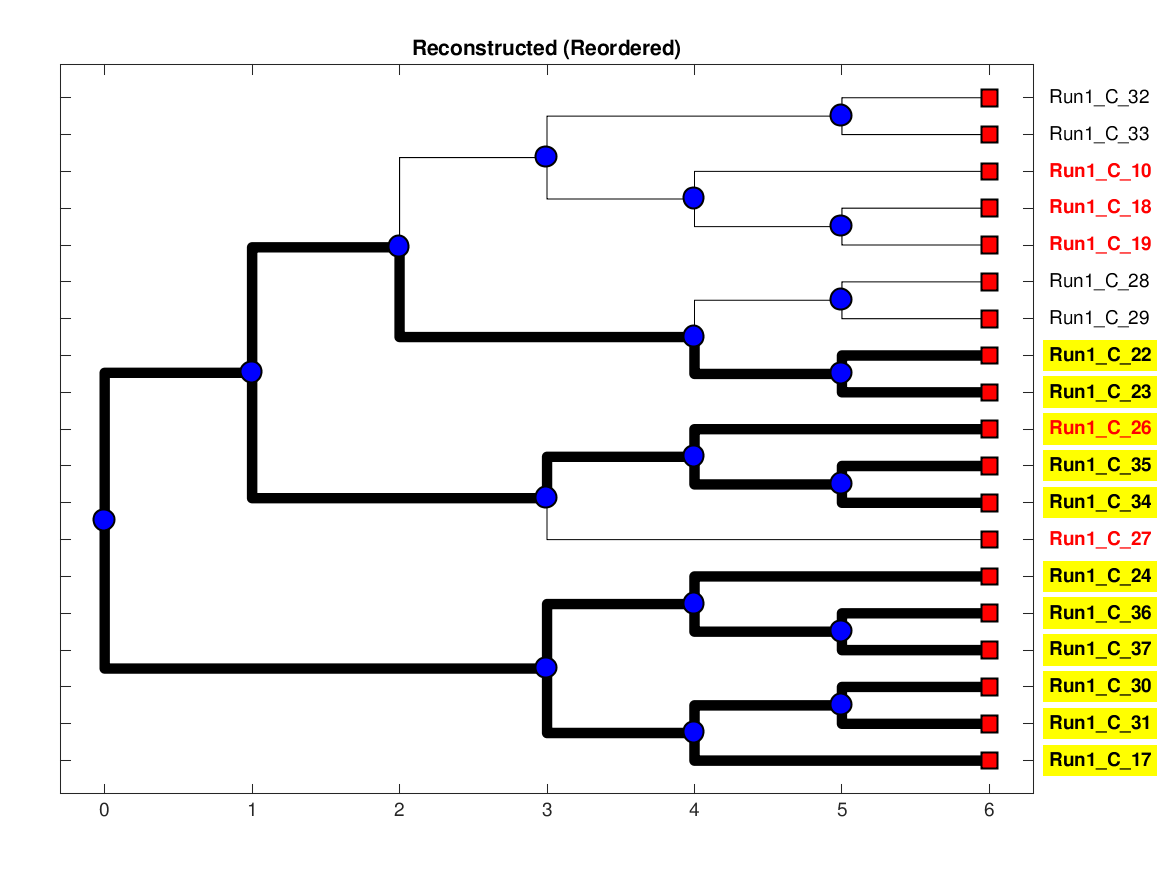 Reconstructed (Reordered)
Run1_C_32
Run1_C_33
Run1_C_10
Run1_C_18
Run1_C_19
Run1_C_28
Run1_C_29
Run1_C_22
Run1_C_23
Run1_C_26
Run1_C_35
Run1_C_34
Run1_C_27
Run1_C_24
Run1_C_36
Run1_C_37
Run1_C_30
Run1_C_31
Run1_C_17
0 1 2 3 4 5 6